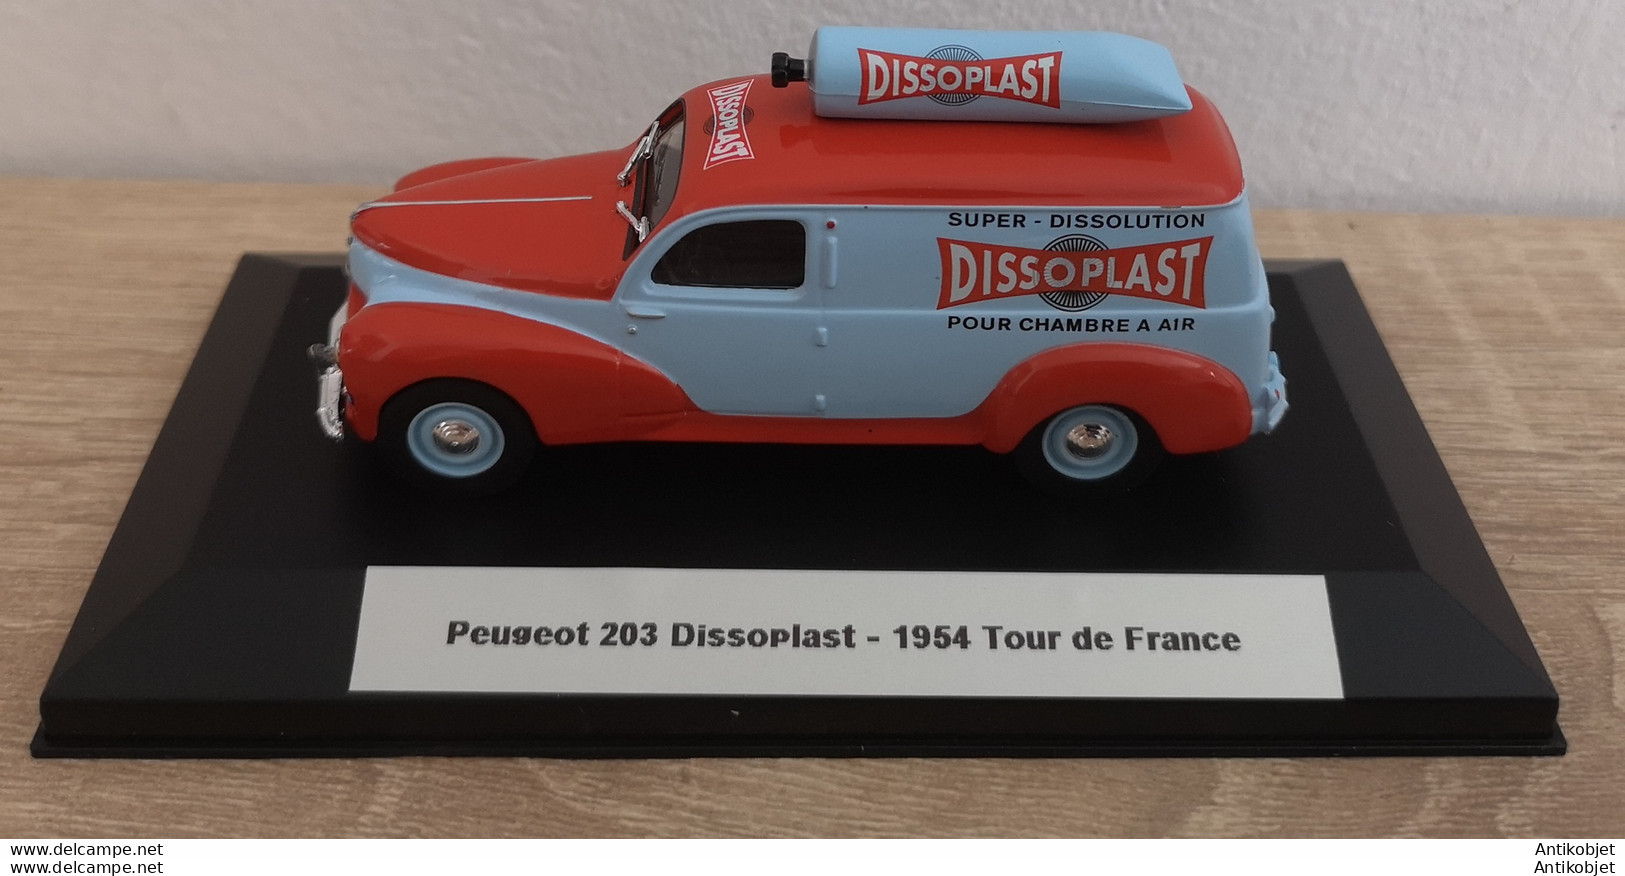 DISSOPLAST
DISSOPLAST
SUPER - DISSOLUTION
DISSOPLAST
POUR CHAMBRE A AIR
Peugeot 203 Dissoplast - 1954 Tour de France
www.delcampe.net
www.delcampe.net
Antikobjet
Antikobjet